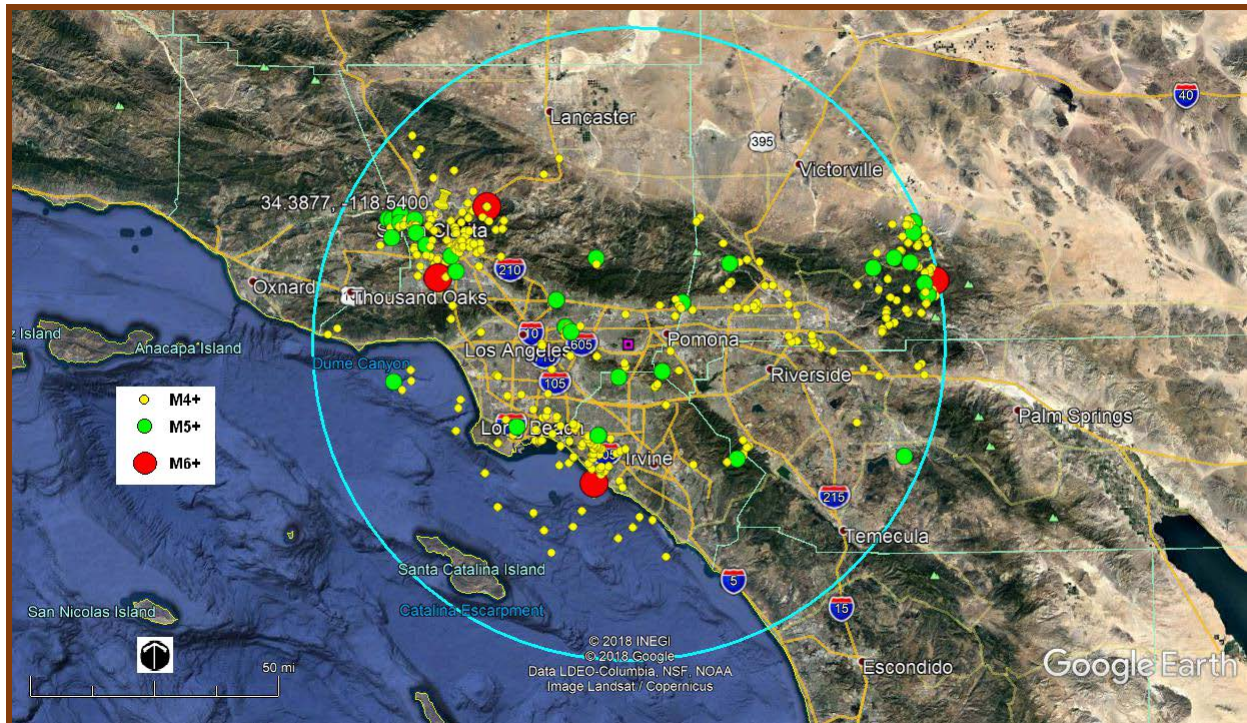 Lancaster
40
395
Victorville
34.3877, -118.5400
210
Oxnard
Thousand Oaks
Anacapa Island
Los Angeles
10
605
Pomona
Dume Canyon
105
Riverside
Palm Springs
M4+
M5+
M6+
Long Beach
Irvine
215
Temecula
Santa Catalina Island
5
San Nicolas Island
Catalina Escarpment
15
© 2018 INEGI
© 2018 Google
Data LDEO-Columbia, NSF, NOAA
Image Landsat / Copernicus
50 mi
Escondido
Google Earth